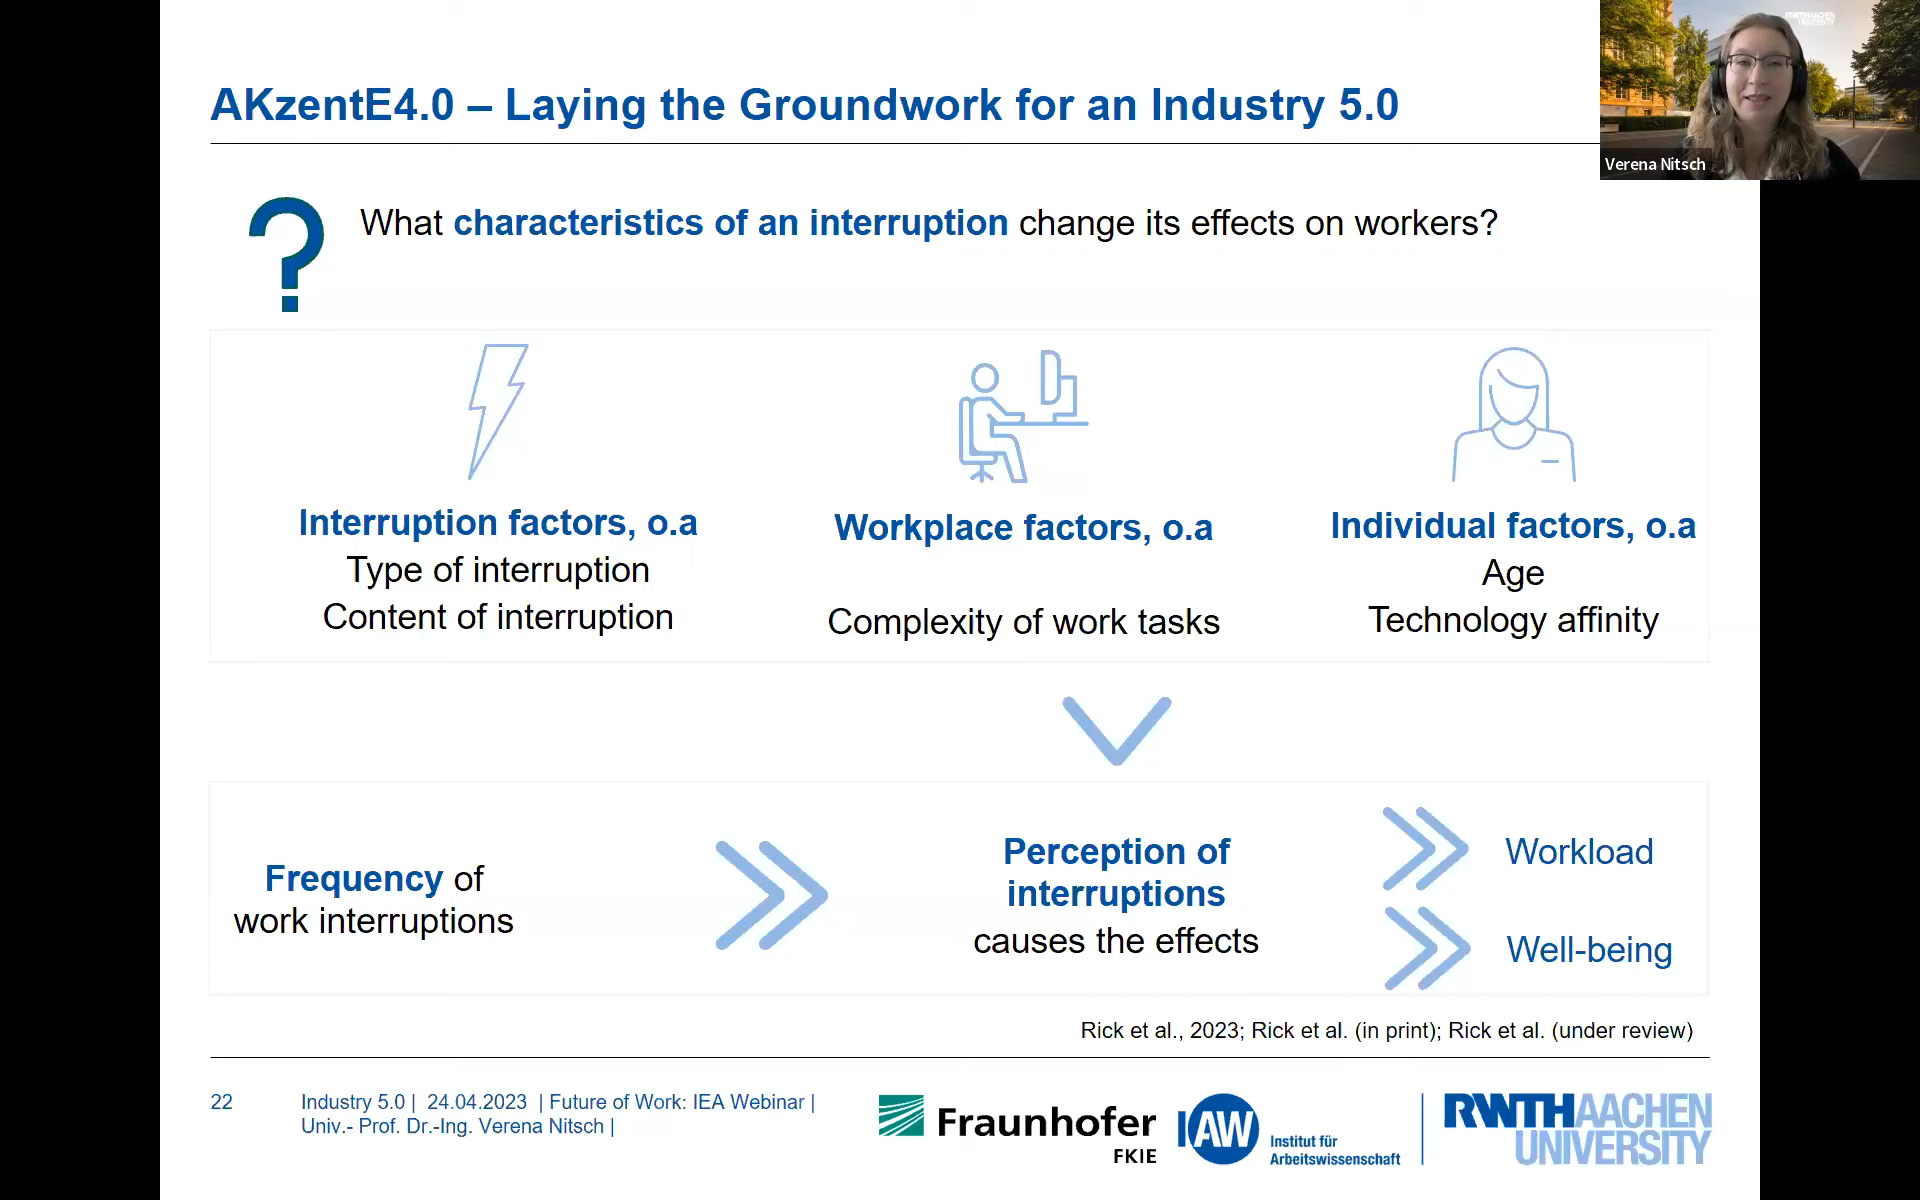 RWTHAACHEN
UNIVERSITY
Verena Nitsch
AKzentE4.0 – Laying the Groundwork for an Industry 5.0
?
What characteristics of an interruption change its effects on workers?
Interruption factors, o.a
Type of interruption
Content of interruption
Workplace factors, o.a
Complexity of work tasks
Individual factors, o.a
Age
Technology affinity
Frequency of
work interruptions
Perception of
interruptions
causes the effects
Workload
Well-being
Rick et al., 2023; Rick et al. (in print); Rick et al. (under review)
22
Industry 5.0 | 24.04.2023 | Future of Work: IEA Webinar |
Univ.- Prof. Dr.-Ing. Verena Nitsch |
Fraunhofer
FKIE
IAW
Institut für
Arbeitswissenschaft
RWTHAACHEN
UNIVERSITY